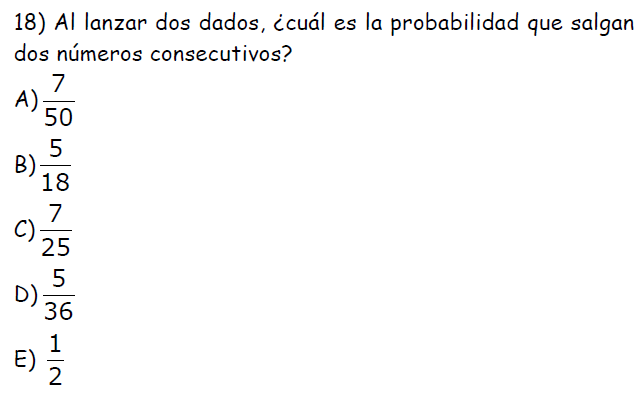 18) Al lanzar dos dados, ¿cuál es la probabilidad que salgan
dos números consecutivos?
A) 7/50
B) 5/18
C) 7/25
D) 5/36
E) 1/2